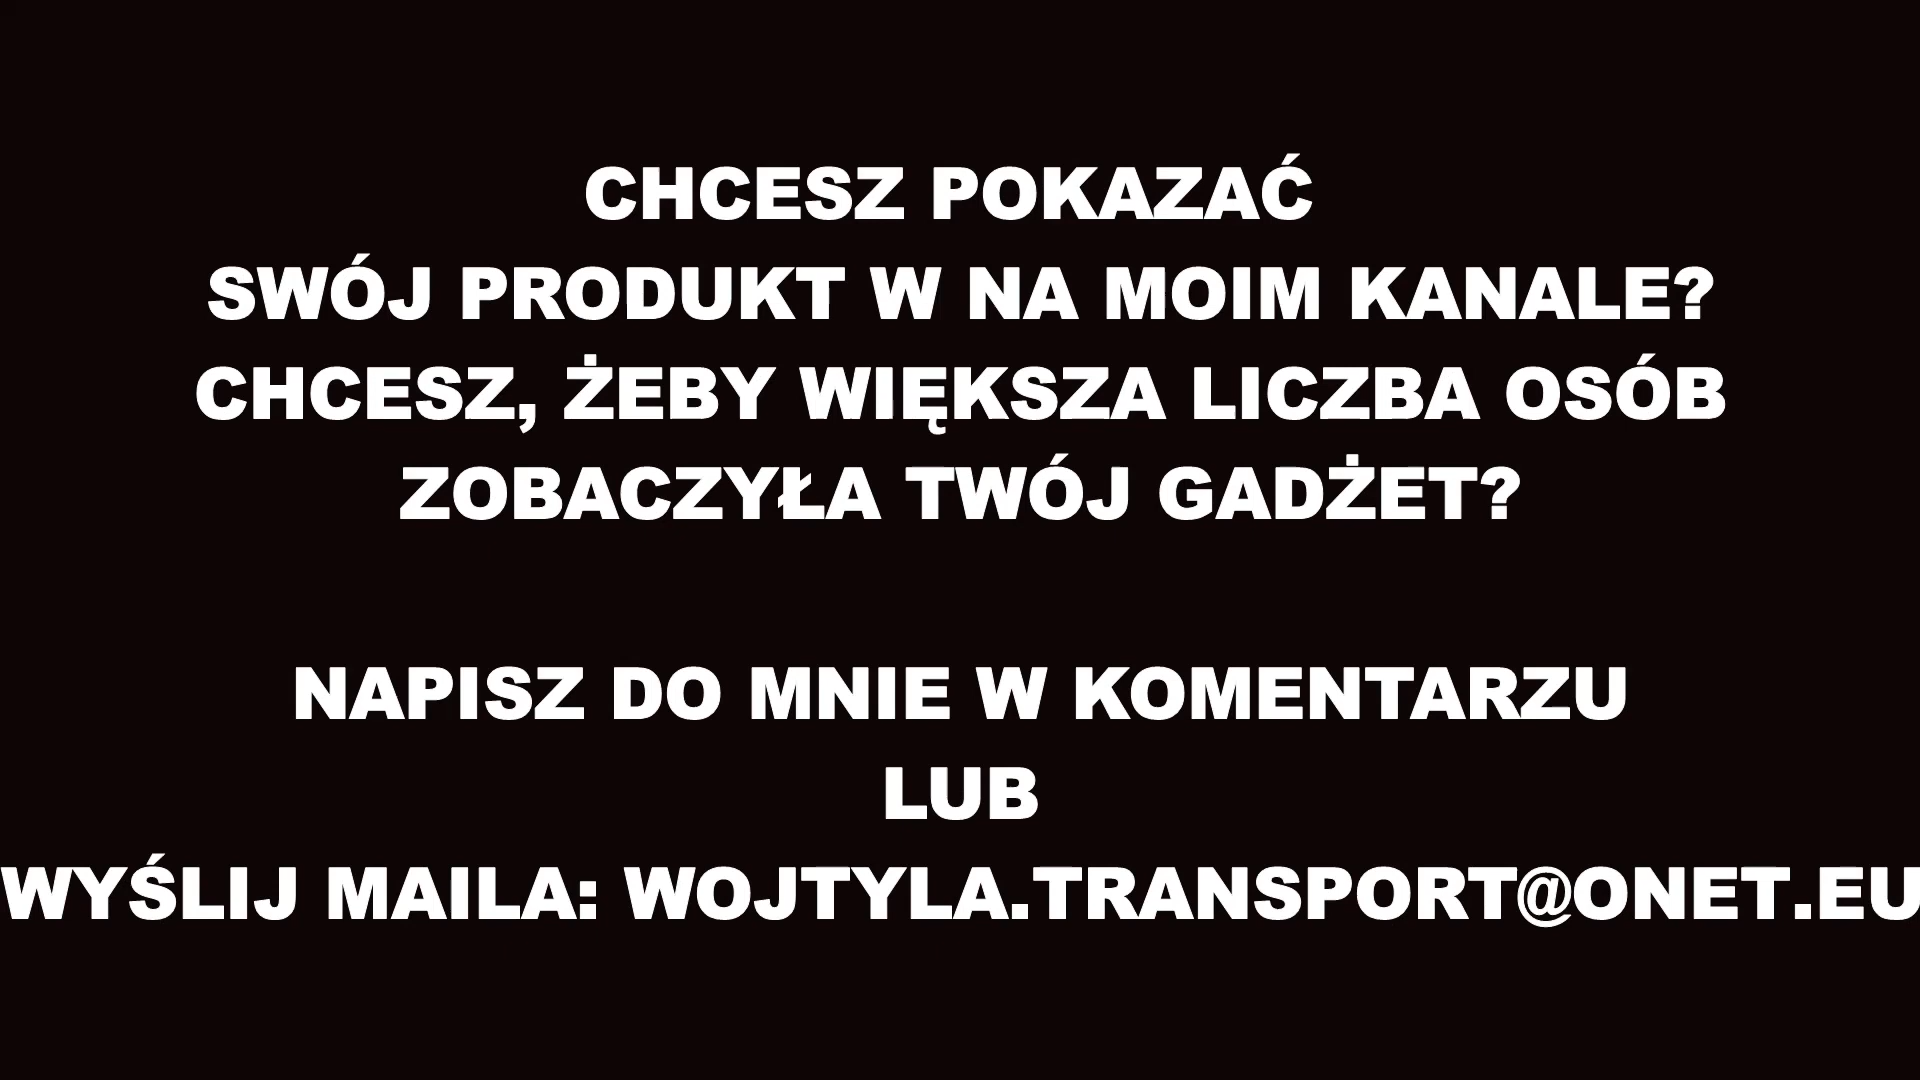 CHCESZ POKAZAĆ
SWÓJ PRODUKT W NA MOIM KANALE?
CHCESZ, ŻEBY WIĘKSZA LICZBA OSÓB
ZOBACZYŁA TWÓJ GADŻET?
NAPISZ DO MNIE W KOMENTARZU
LUB
WYŚLIJ MAILA: WOJTYLA.TRANSPORT@ONET.EU